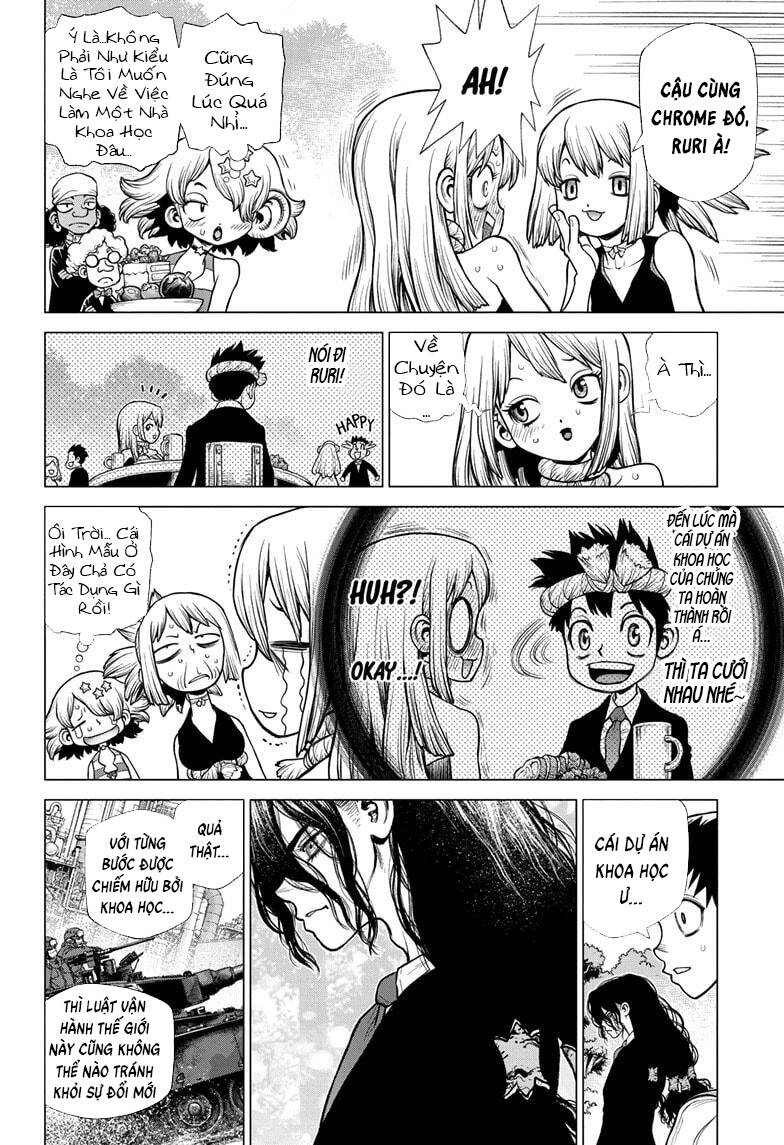 CẬU CÙNG
CHROME ĐÓ,
RURI À!
AH!
CŨNG
ĐÚNG
LÚC QUÁ
NHỈ...
Ý LÀ...KHÔNG
PHẢI NHƯ KIỂU
LÀ TÔI MUỐN
NGHE VỀ VIỆC
LÀM MỘT NHÀ
KHOA HỌC
ĐÂU...
À THÌ...
VỀ
CHUYỆN
ĐÓ LÀ
...
NÓI ĐI
RURI!
HAPPY
ĐẾN LÚC MÀ
CÁI DỰ ÁN
KHOA HỌC
CỦA CHÚNG
TA HOÀN
THÀNH RỒI
Á...
THÌ TA CƯỚI
NHAU NHÉ~
HUH?!
OKAY...!
ÔI TRỜI... CÁI
HÌNH MẪU Ở
ĐÂY CHẢ CÓ
TÁC DỤNG GÌ
RỒI!
CÁI DỰ ÁN
KHOA HỌC
Ư...
QUẢ
THẬT...
VỚI TỪNG
BƯỚC ĐƯỢC
CHIẾM HỮU BỞI
KHOA HỌC...
THÌ LUẬT VẬN
HÀNH THẾ GIỚI
NÀY CŨNG KHÔNG
THỂ NÀO TRÁNH
KHỎI SỰ ĐỔI MỚI